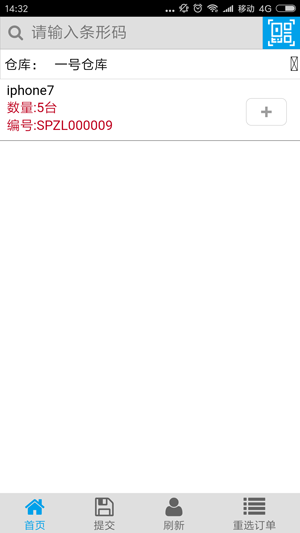 14:32 移动 4G
请输入条形码
仓库： 一号仓库
iphone7
数量:5台
编号:SPZL000009
首页 提交 刷新 重选订单